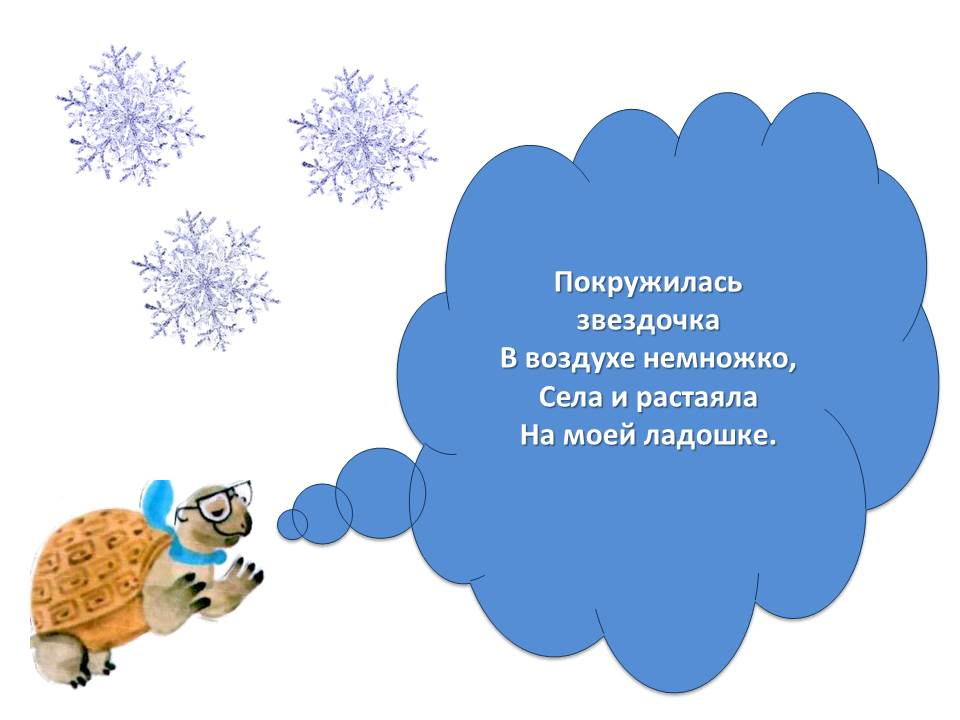 Покружилась
звездочка
В воздухе немножко,
Села и растаяла
На моей ладошке.